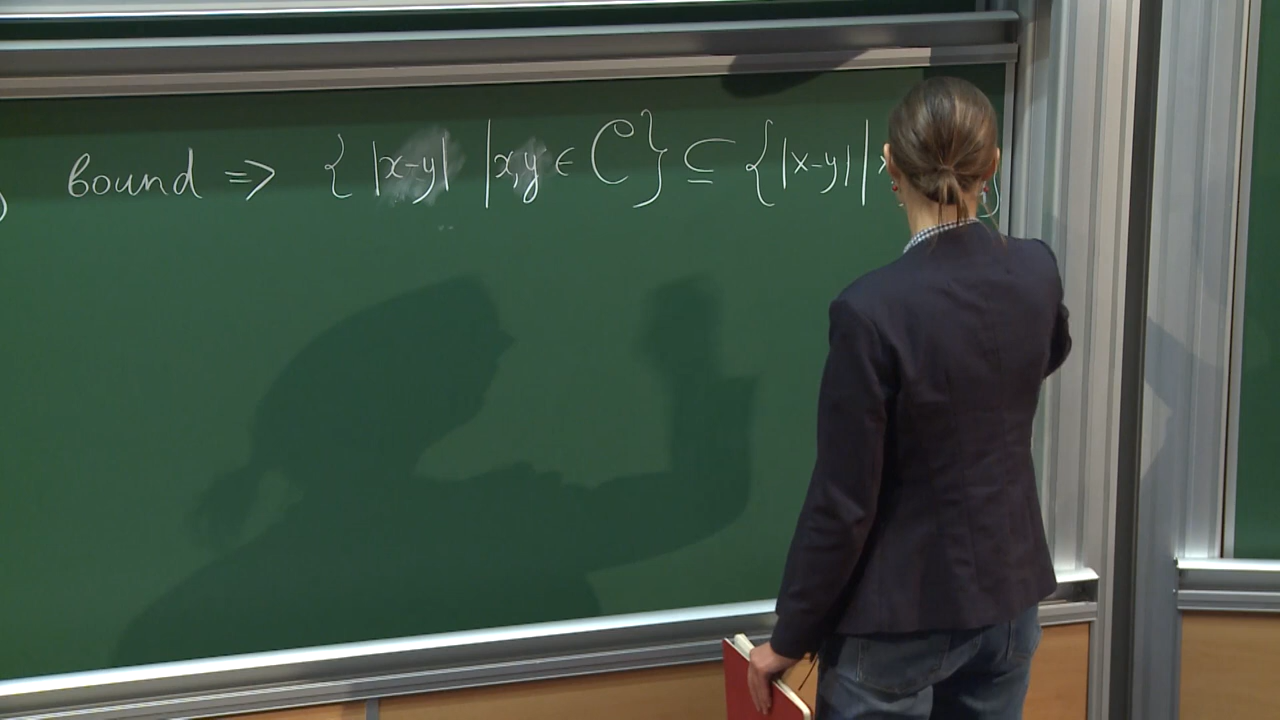 bound => { |x-y| | x,y ∈ C } ⊆ { |x-y| | x }